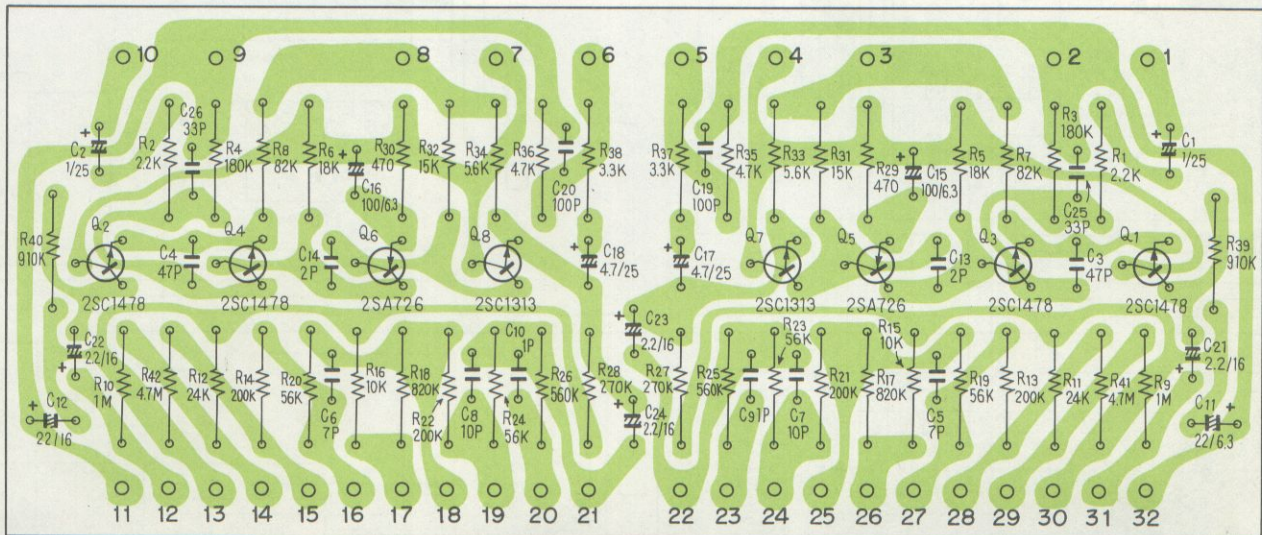 10 9 8 7 6 5 4 3 2 1
C2 1/25
R2 2.2K
C26 33P
R4 180K
R8 82K
R6 18K
C16 100/6.3
R30 470
R32 15K
R34 5.6K
R36 4.7K
C20 100P
R38 3.3K
R37 3.3K
C19 100P
R35 4.7K
R33 5.6K
R31 15K
R29 470
C15 100/6.3
R5 18K
R7 82K
R3 180K
C25 33P
R1 2.2K
C1 1/25
R40 910K
Q2 2SC1478
C4 47P
Q4 2SC1478
C14 2P
Q6 2SA726
Q8 2SC1313
C18 4.7/25
C17 4.7/25
Q7 2SC1313
Q5 2SA726
C13 2P
Q3 2SC1478
C3 47P
Q1 2SC1478
R39 910K
C22 2.2/16
C12 22/16
R10 1M
R42 4.7M
R12 24K
R14 200K
R20 56K
C6 7P
R16 10K
R18 820K
R22 200K
C8 10P
R24 56K
C10 1P
R26 560K
R28 270K
C23 2.2/16
C24 2.2/16
R27 270K
R25 560K
C9 1P
R23 56K
C7 10P
R21 200K
R17 820K
R15 10K
C5 7P
R19 56K
R13 200K
R11 24K
R41 4.7M
R9 1M
C21 2.2/16
C11 22/6.3
11 12 13 14 15 16 17 18 19 20 21 22 23 24 25 26 27 28 29 30 31 32